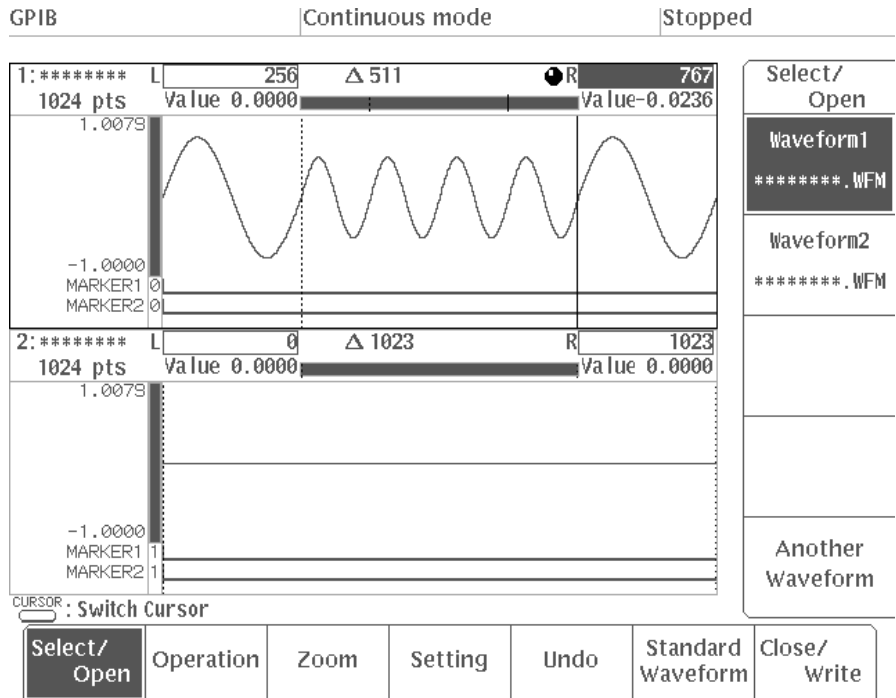 GPIB Continuous mode Stopped
1:******** L 256 Δ 511 R 767
1024 pts Value 0.0000 Value-0.0236
1.0079
-1.0000
MARKER1 0
MARKER2 0
2:******** L 0 Δ 1023 R 1023
1024 pts Value 0.0000 Value 0.0000
1.0079
-1.0000
MARKER1 1
MARKER2 1
CURSOR : Switch Cursor
Select/
Open
Waveform1
********.WFM
Waveform2
********.WFM
Another
Waveform
Select/
Open
Operation
Zoom
Setting
Undo
Standard
Waveform
Close/
Write